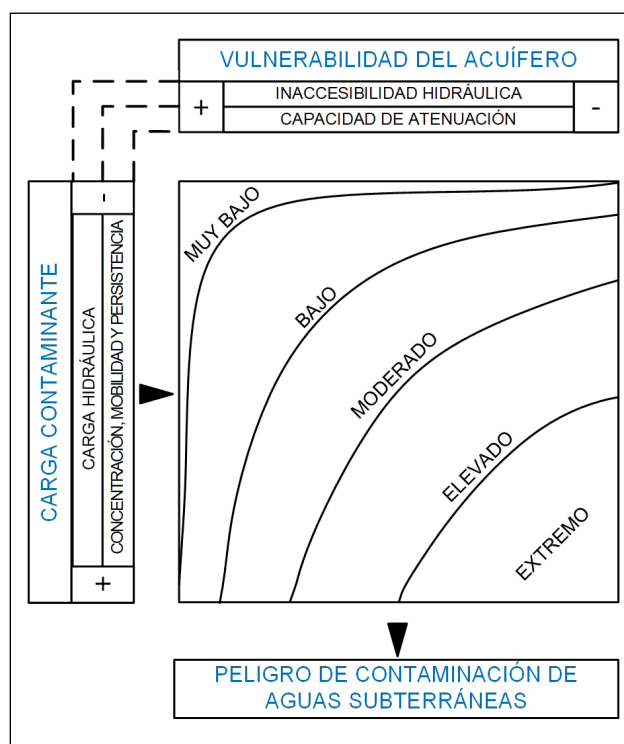 VULNERABILIDAD DEL ACUÍFERO
+
INACCESIBILIDAD HIDRÁULICA
CAPACIDAD DE ATENUACIÓN
-
CARGA CONTAMINANTE
-
CARGA HIDRÁULICA
CONCENTRACIÓN, MOBILIDAD Y PERSISTENCIA
+
MUY BAJO
BAJO
MODERADO
ELEVADO
EXTREMO
PELIGRO DE CONTAMINACIÓN DE
AGUAS SUBTERRÁNEAS